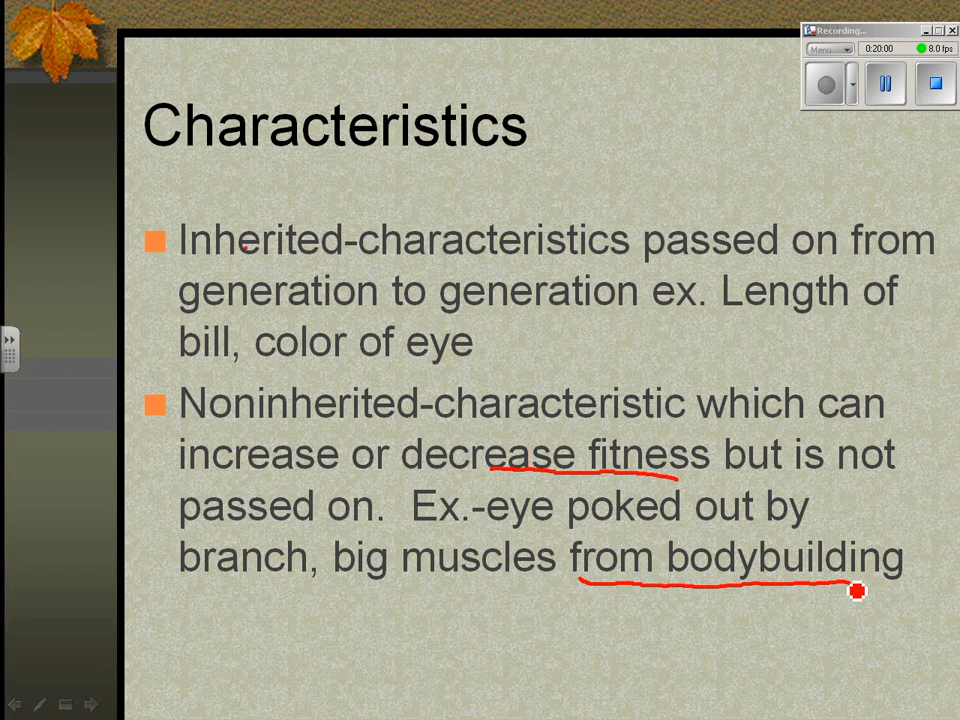 Recording...
Menu
0:20:00
8.0 fps
Characteristics
Inherited-characteristics passed on from
generation to generation ex. Length of
bill, color of eye
Noninherited-characteristic which can
increase or decrease fitness but is not
passed on.  Ex.-eye poked out by
branch, big muscles from bodybuilding